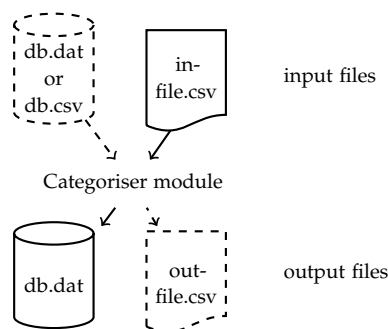 db.dat
or
db.csv
in-
file.csv
input files
Categoriser module
db.dat
out-
file.csv
output files